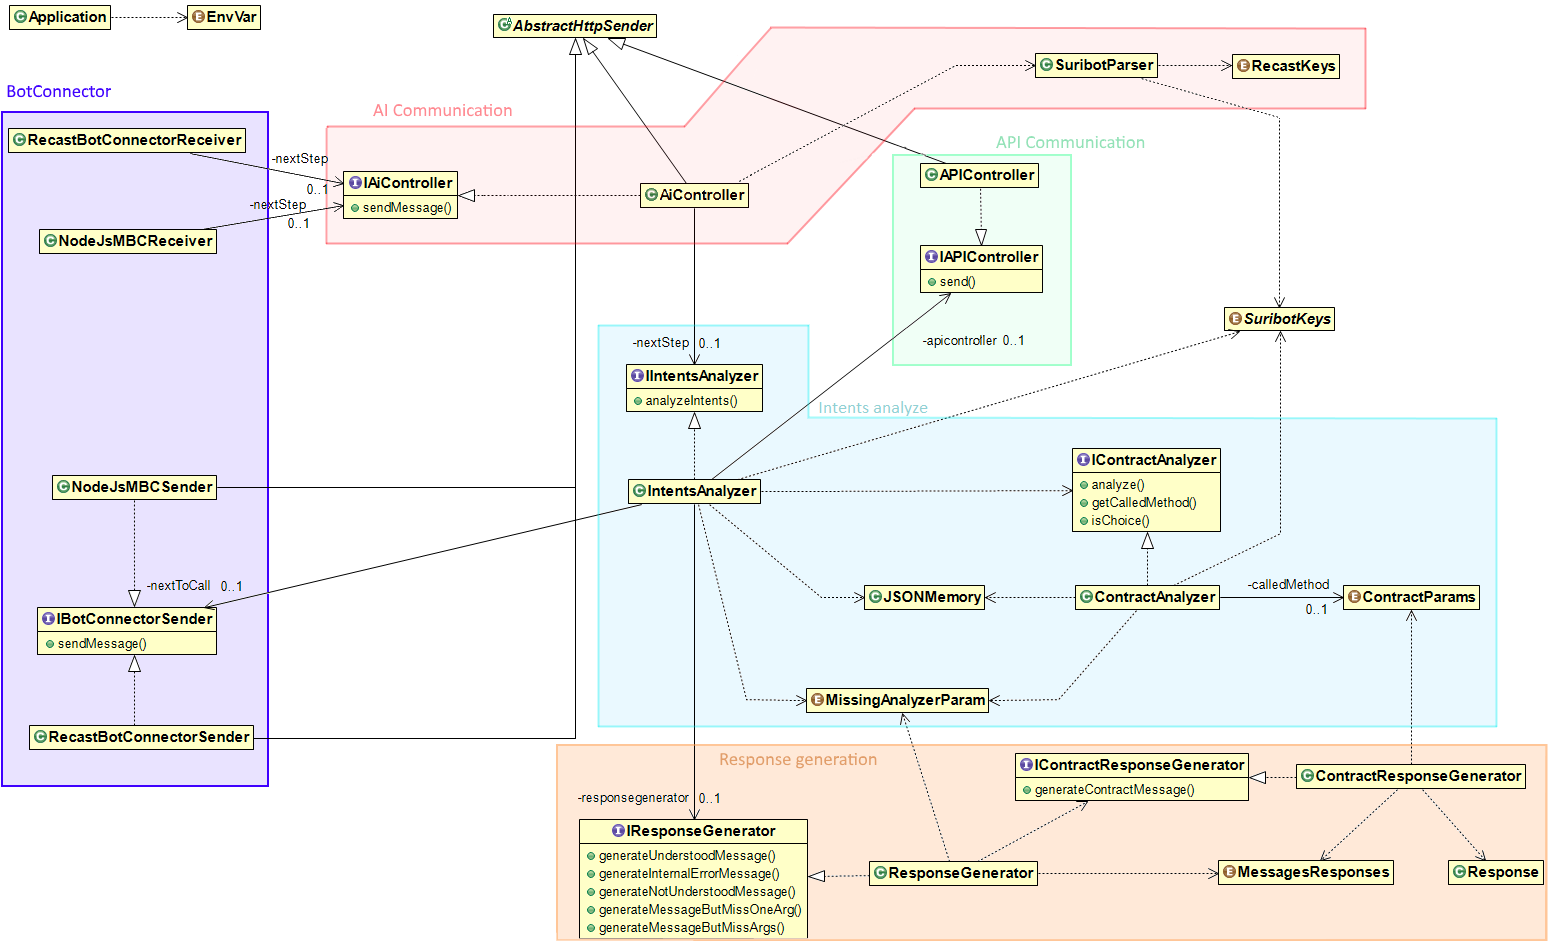 Application
EnvVar
AbstractHttpSender
SuribotParser
RecastKeys
BotConnector
AI Communication
RecastBotConnectorReceiver
API Communication
-nextStep
0..1
IAiController
sendMessage()
AiController
APIController
-nextStep
0..1
NodeJsMBCReceiver
IAPIController
send()
SuribotKeys
-nextStep 0..1
-apicontroller 0..1
IIntentsAnalyzer
analyzeIntents()
Intents analyze
IContractAnalyzer
analyze()
getCalledMethod()
isChoice()
NodeJsMBCSender
IntentsAnalyzer
-nextToCall 0..1
JSONMemory
ContractAnalyzer
-calledMethod
0..1
ContractParams
IBotConnectorSender
sendMessage()
MissingAnalyzerParam
RecastBotConnectorSender
Response generation
IContractResponseGenerator
generateContractMessage()
ContractResponseGenerator
-responsegenerator 0..1
IResponseGenerator
generateUnderstoodMessage()
generateInternalErrorMessage()
generateNotUnderstoodMessage()
generateMessageButMissOneArg()
generateMessageButMissArgs()
ResponseGenerator
MessagesResponses
Response